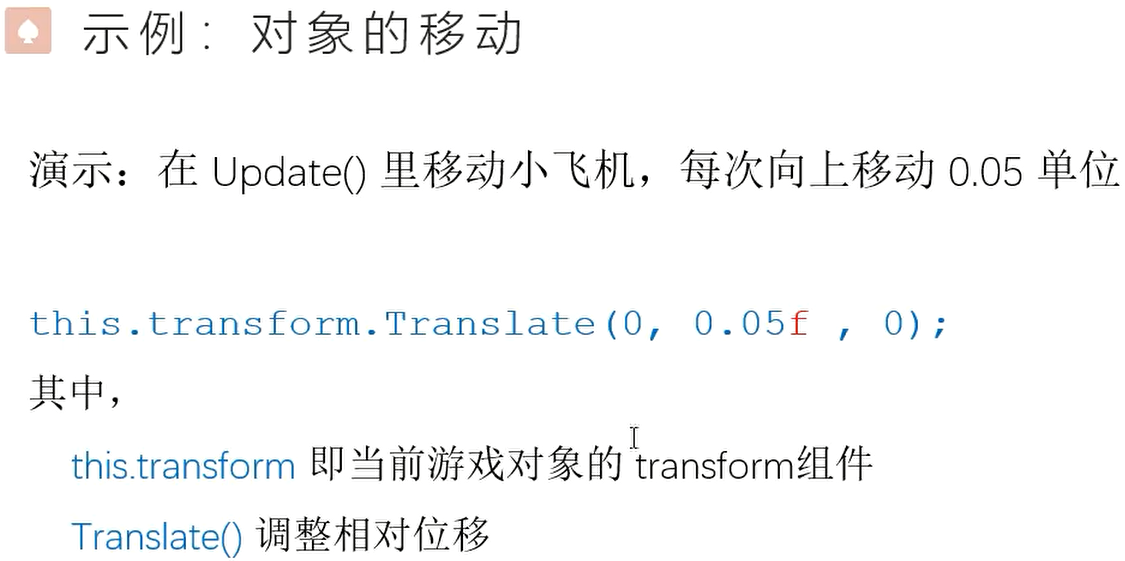 示例：对象的移动
演示：在 Update() 里移动小飞机，每次向上移动 0.05 单位
this.transform.Translate(0, 0.05f , 0);
其中，
this.transform 即当前游戏对象的 transform组件
Translate() 调整相对位移